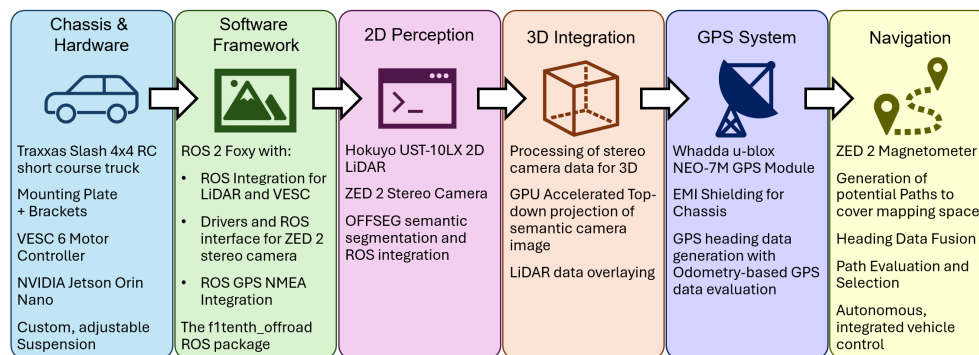 Chassis &
Hardware
Traxxas Slash 4x4 RC
short course truck
Mounting Plate
+ Brackets
VESC 6 Motor
Controller
NVIDIA Jetson Orin
Nano
Custom, adjustable
Suspension
Software
Framework
ROS 2 Foxy with:
• ROS Integration for
LiDAR and VESC
• Drivers and ROS
interface for ZED 2
stereo camera
• ROS GPS NMEA
Integration
The f1tenth_offroad
ROS package
2D Perception
Hokuyo UST-10LX 2D
LiDAR
ZED 2 Stereo Camera
OFFSEG semantic
segmentation and
ROS integration
3D Integration
Processing of stereo
camera data for 3D
GPU Accelerated Top-
down projection of
semantic camera
image
LiDAR data overlaying
GPS System
Whadda u-blox
NEO-7M GPS Module
EMI Shielding for
Chassis
GPS heading data
generation with
Odometry-based GPS
data evaluation
Navigation
ZED 2 Magnetometer
Generation of
potential Paths to
cover mapping space
Heading Data Fusion
Path Evaluation and
Selection
Autonomous,
integrated vehicle
control